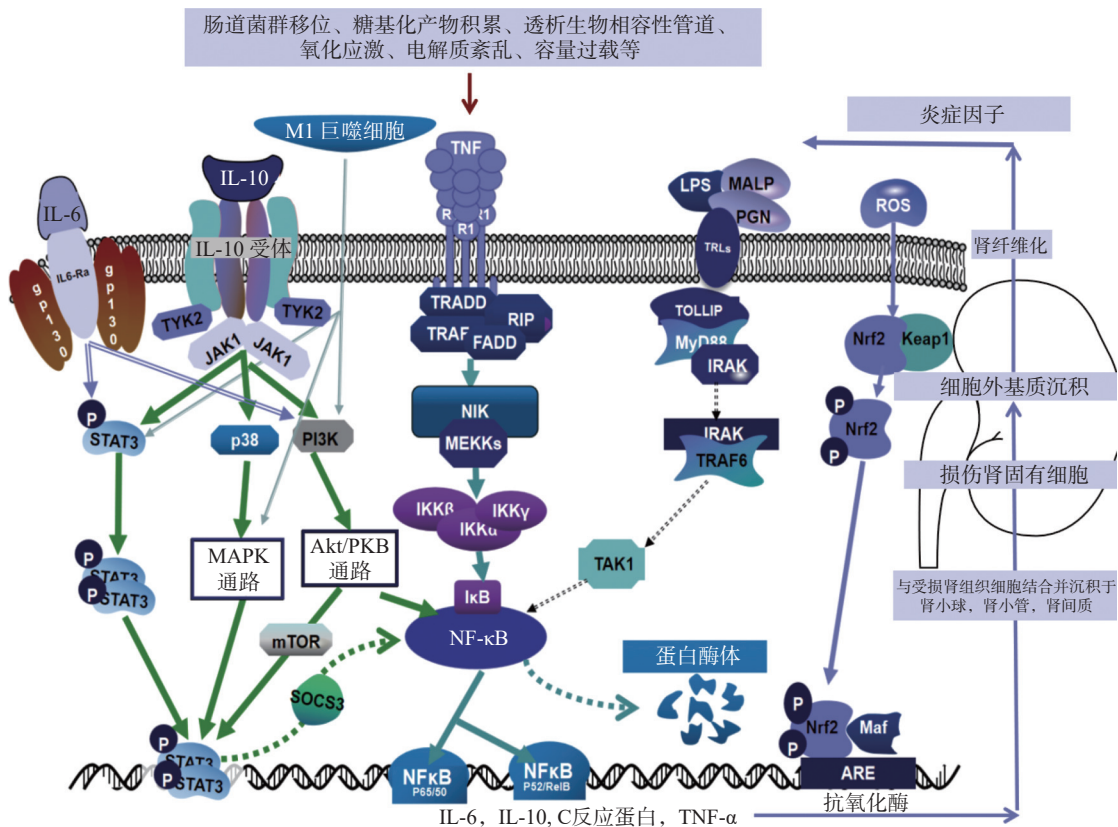 肠道菌群移位、糖基化产物积累、透析生物相容性管道、
氧化应激、电解质紊乱、容量过载等
M1 巨噬细胞
炎症因子
TNF
R1
R1
IL-10
IL-6
IL-10 受体
IL6-Ra
gp130
gp130
LPS
MALP
PGN
TRLs
ROS
肾纤维化
TYK2
TYK2
JAK1
JAK1
TRADD
RIP
TRAF
FADD
TOLLIP
MyD88
IRAK
Nrf2
Keap1
细胞外基质沉积
P
STAT3
p38
PI3K
NIK
MEKKs
IRAK
TRAF6
P
Nrf2
P
损伤肾固有细胞
IKKβ
IKKγ
IKKα
MAPK
通路
Akt/PKB
通路
TAK1
P
STAT3
P
STAT3
IκB
NF-κB
与受损肾组织细胞结合并沉积于
肾小球，肾小管，肾间质
mTOR
SOCS3
蛋白酶体
P
STAT3
P
STAT3
P
Nrf2
P
Maf
NFκB
P65/50
NFκB
P52/RelB
ARE
抗氧化酶
IL-6，IL-10, C反应蛋白，TNF-α